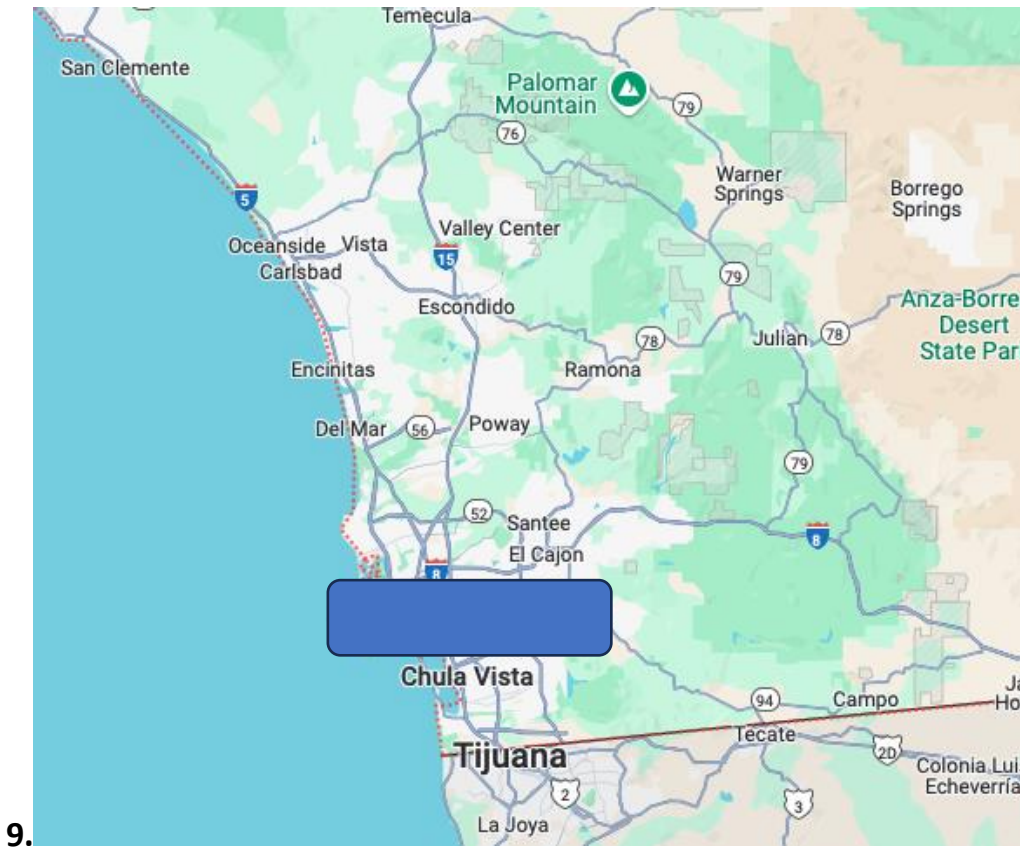 Temecula
San Clemente
Palomar
Mountain
79
76
Warner
Springs
Borrego
Springs
5
Valley Center
Oceanside Vista
15
Carlsbad
79
Escondido
Anza-Borre
Desert
State Par
78
Julian
78
Encinitas
Ramona
Del Mar
56
Poway
79
52
Santee
8
El Cajon
8
Chula Vista
Ja
Ho
94
Campo
Tecate
Tijuana
2D
Colonia Lui
Echeverría
2
3
La Joya
9.